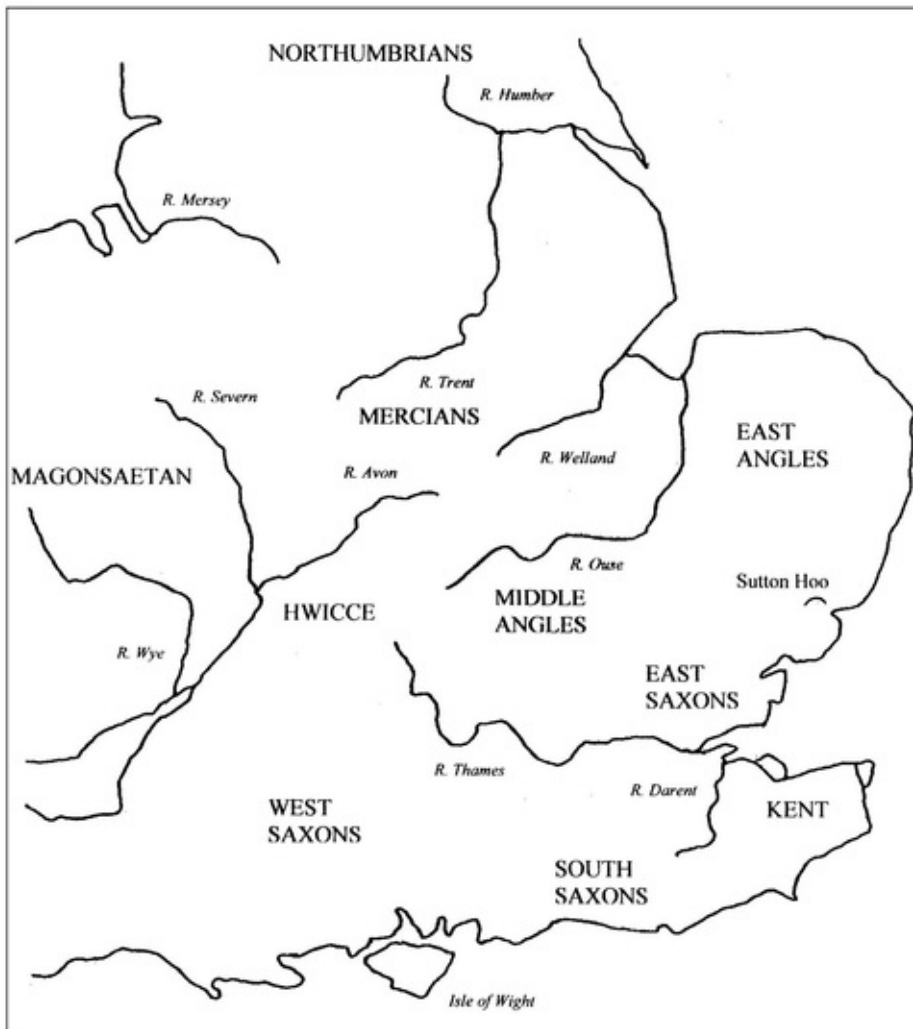 NORTHUMBRIANS
R. Humber
R. Mersey
R. Trent
R. Severn
MERCIANS
EAST
ANGLES
R. Welland
R. Avon
MAGONSAETAN
R. Ouse
Sutton Hoo
MIDDLE
ANGLES
HWICCE
R. Wye
EAST
SAXONS
R. Thames
R. Darent
WEST
SAXONS
KENT
SOUTH
SAXONS
Isle of Wight